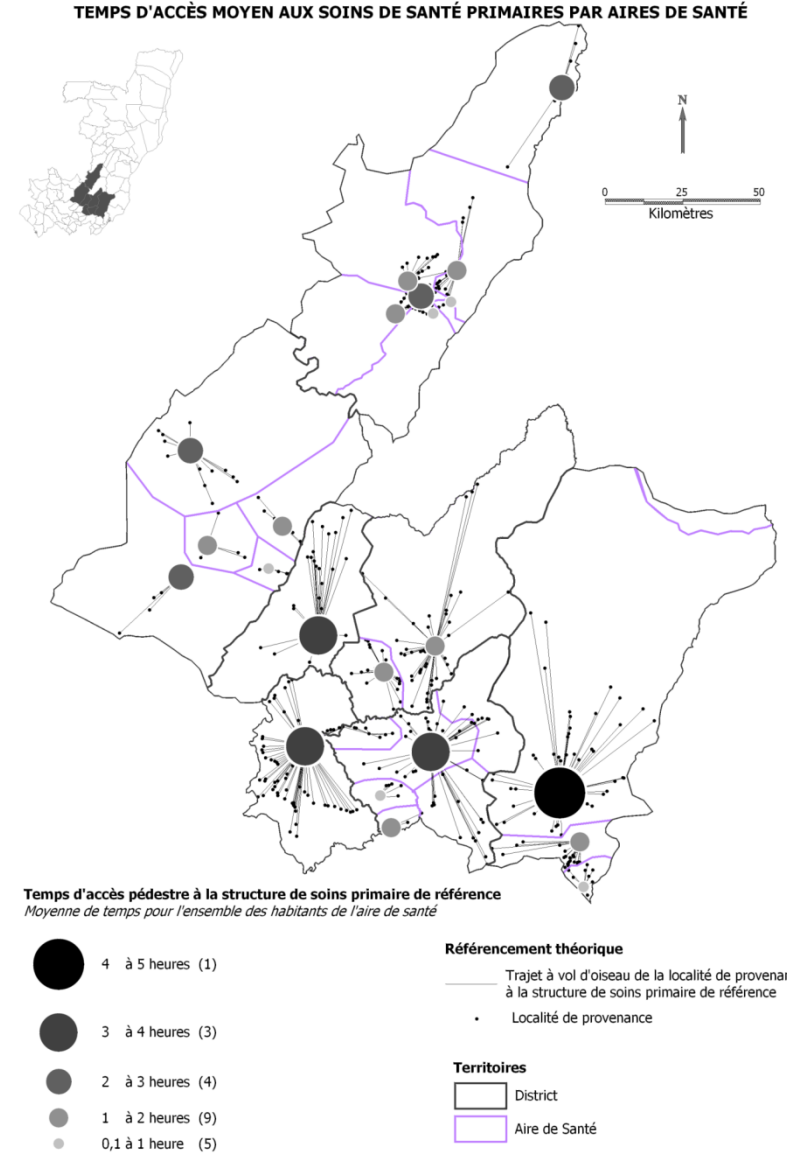 TEMPS D'ACCÈS MOYEN AUX SOINS DE SANTÉ PRIMAIRES PAR AIRES DE SANTÉ
N
0 25 50
Kilomètres
Temps d'accès pédestre à la structure de soins primaire de référence
Moyenne de temps pour l'ensemble des habitants de l'aire de santé
4 à 5 heures (1)
3 à 4 heures (3)
2 à 3 heures (4)
1 à 2 heures (9)
0,1 à 1 heure (5)
Référencement théorique
Trajet à vol d'oiseau de la localité de provenan
à la structure de soins primaire de référence
Localité de provenance
Territoires
District
Aire de Santé